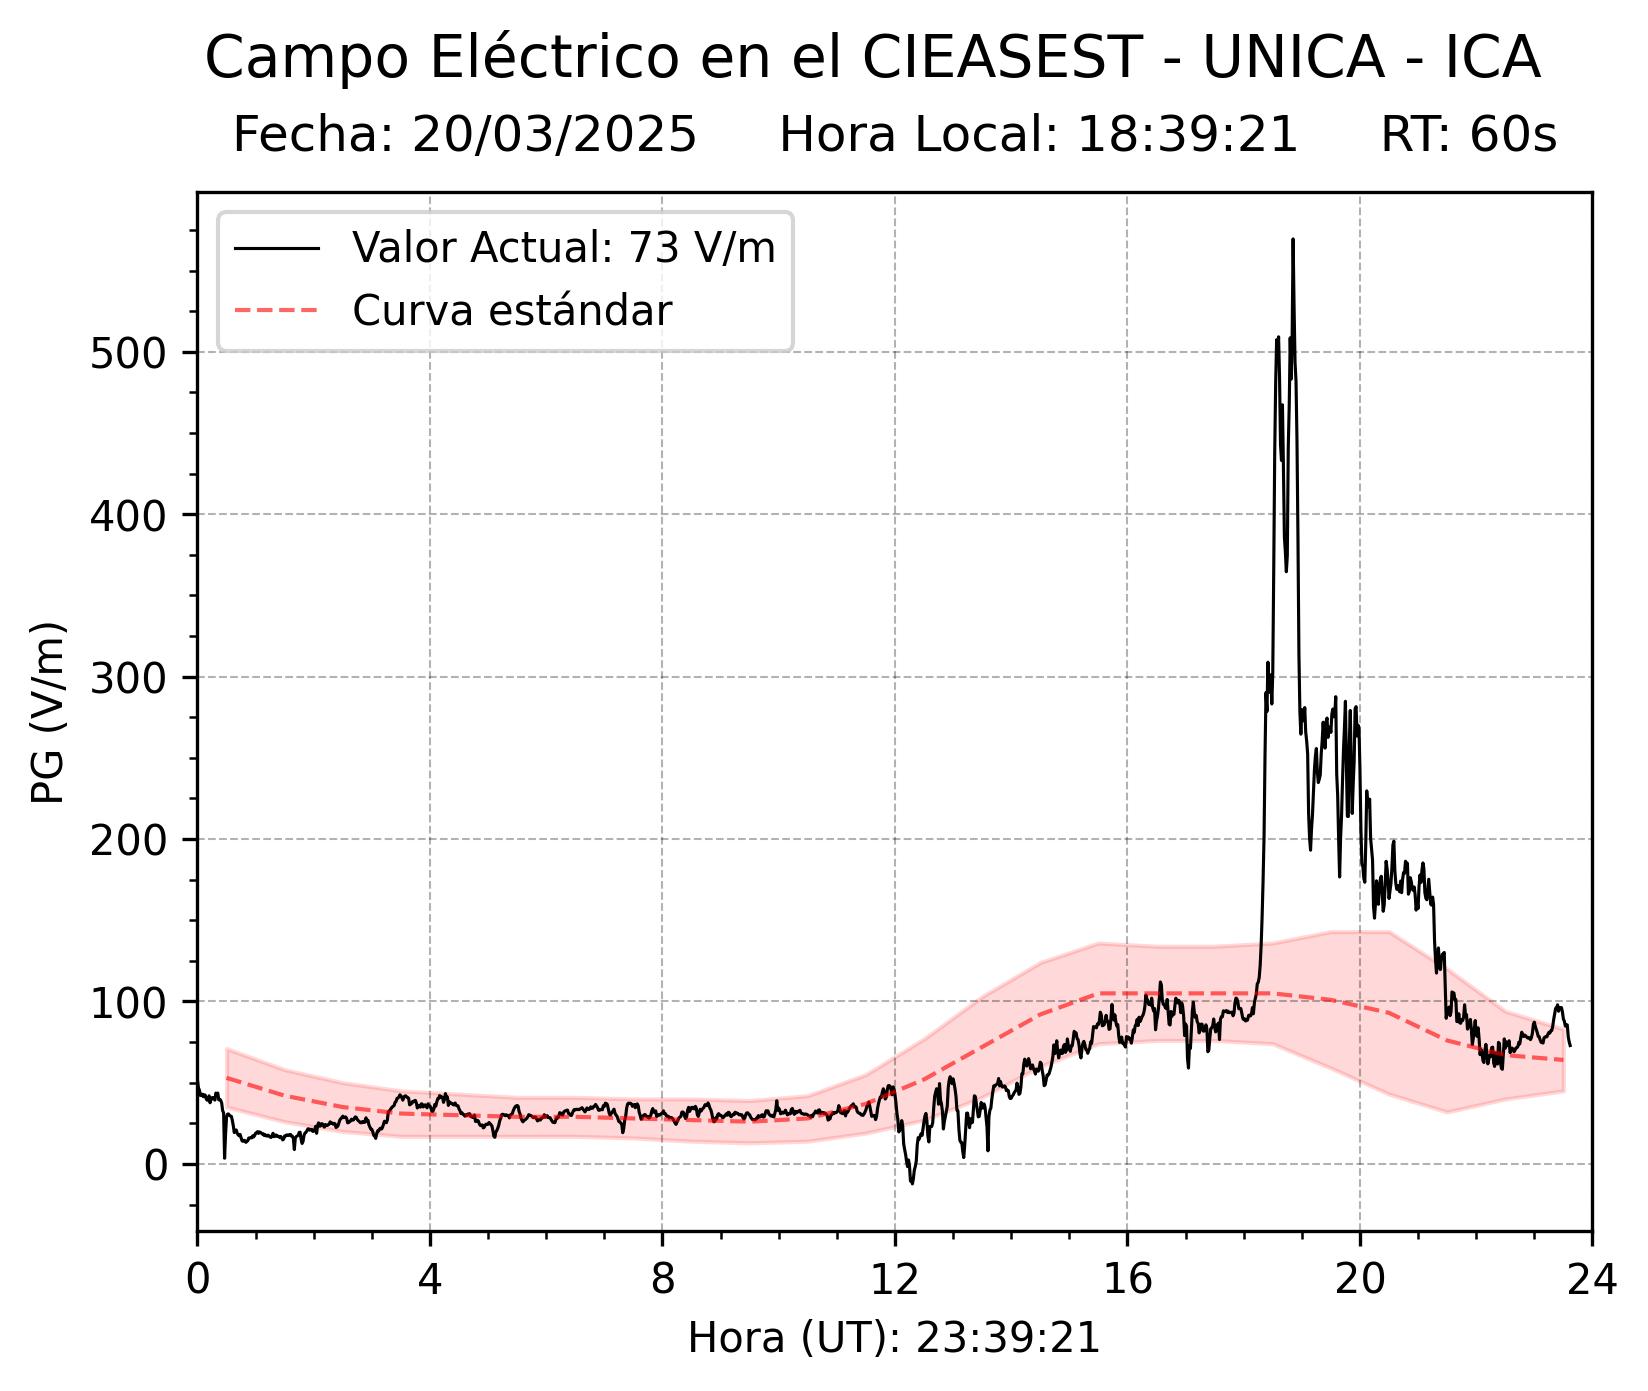 Campo Eléctrico en el CIEASEST - UNICA - ICA
Fecha: 20/03/2025 Hora Local: 18:39:21 RT: 60s
Valor Actual: 73 V/m
Curva estándar
PG (V/m)
500
400
300
200
100
0
0 4 8 12 16 20 24
Hora (UT): 23:39:21